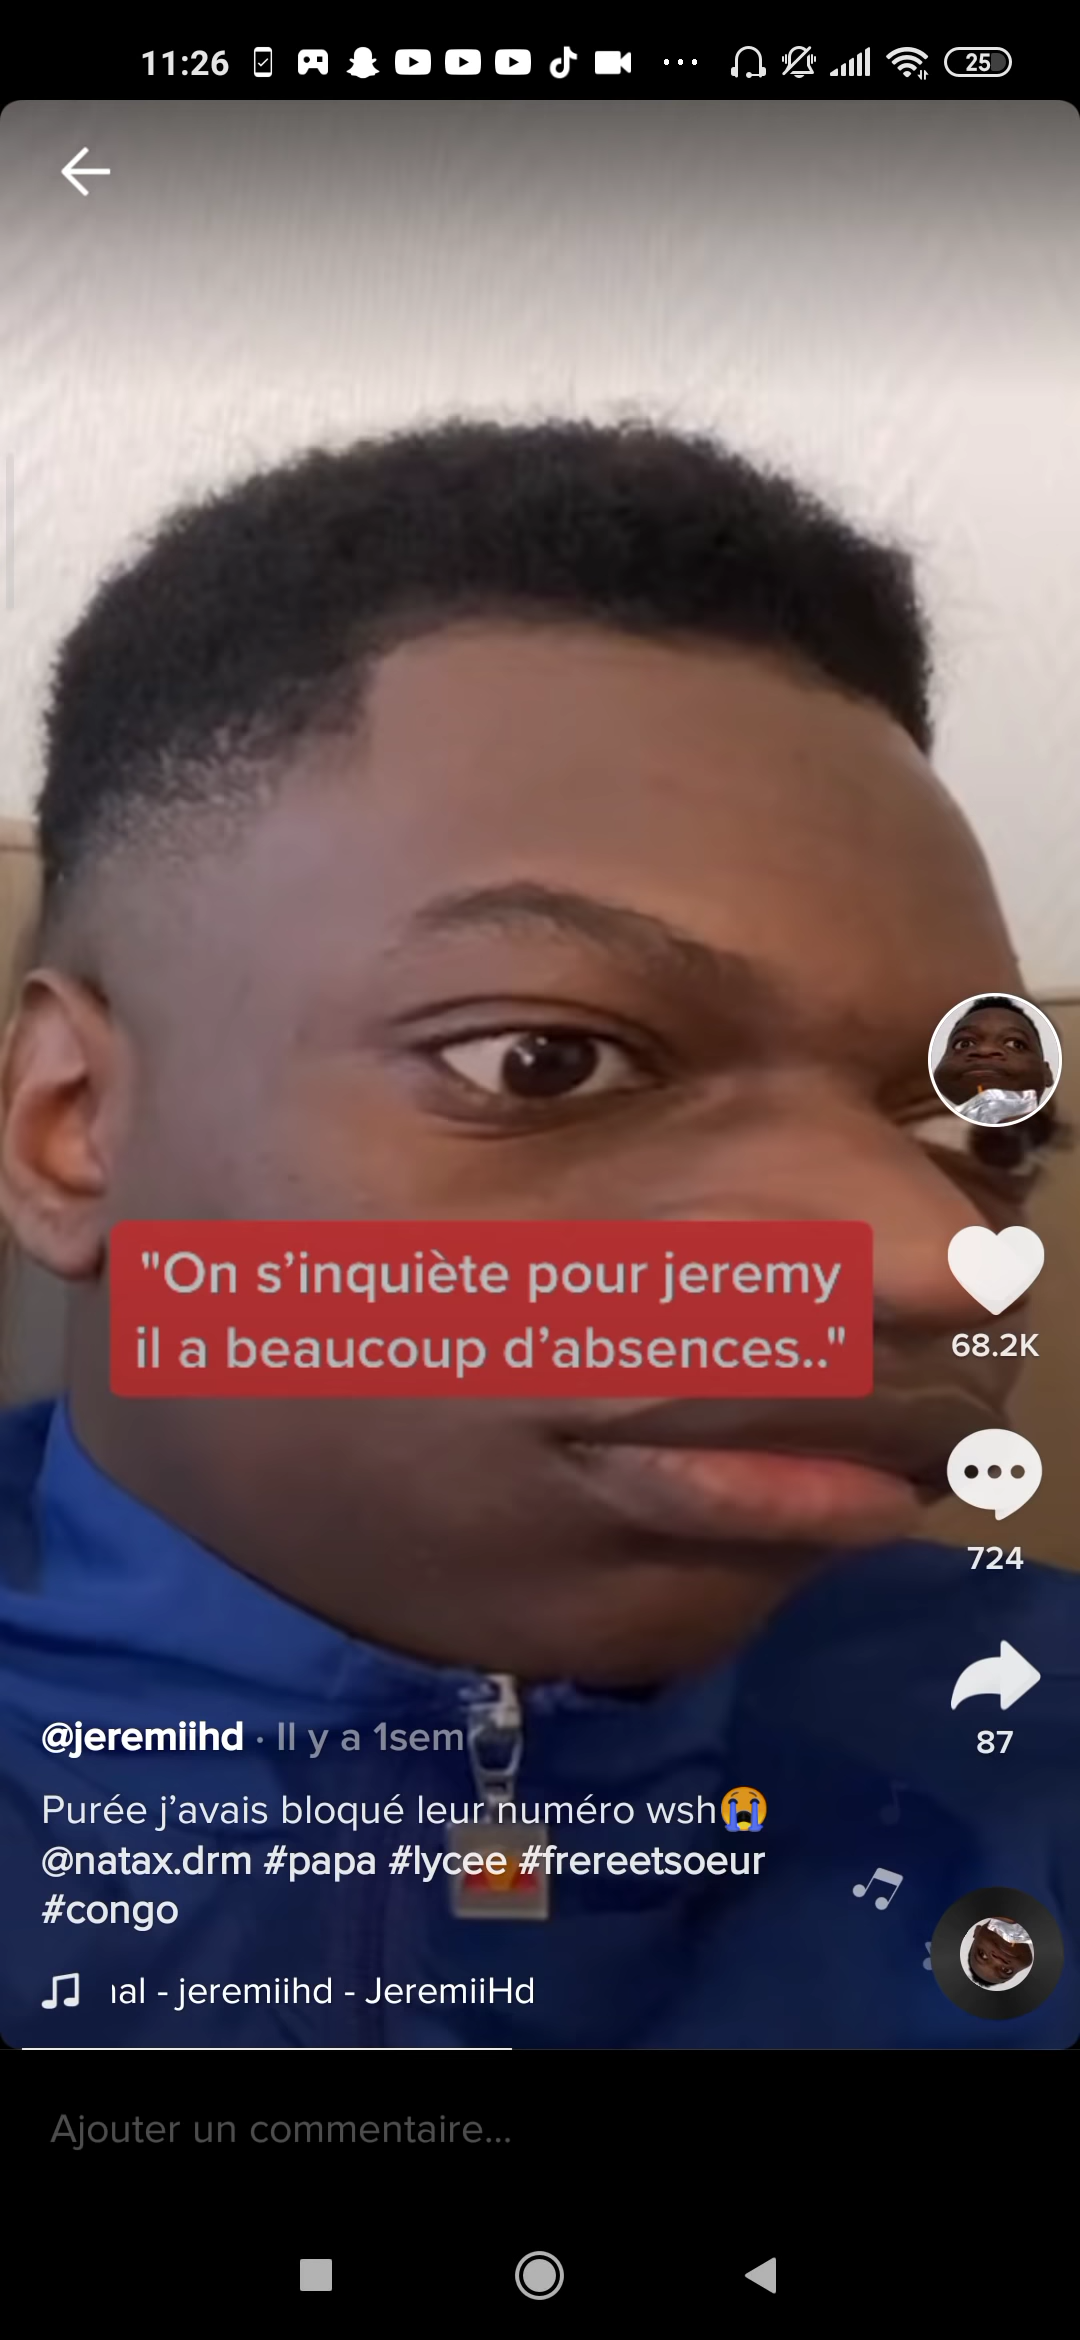 11:26
25
"On s’inquiète pour jeremy
il a beaucoup d’absences.."
68.2K
724
87
@jeremiihd · Il y a 1sem
Purée j’avais bloqué leur numéro wsh😭
@natax.drm #papa #lycee #frereetsoeur
#congo
nal - jeremiihd - JeremiiHd
Ajouter un commentaire...